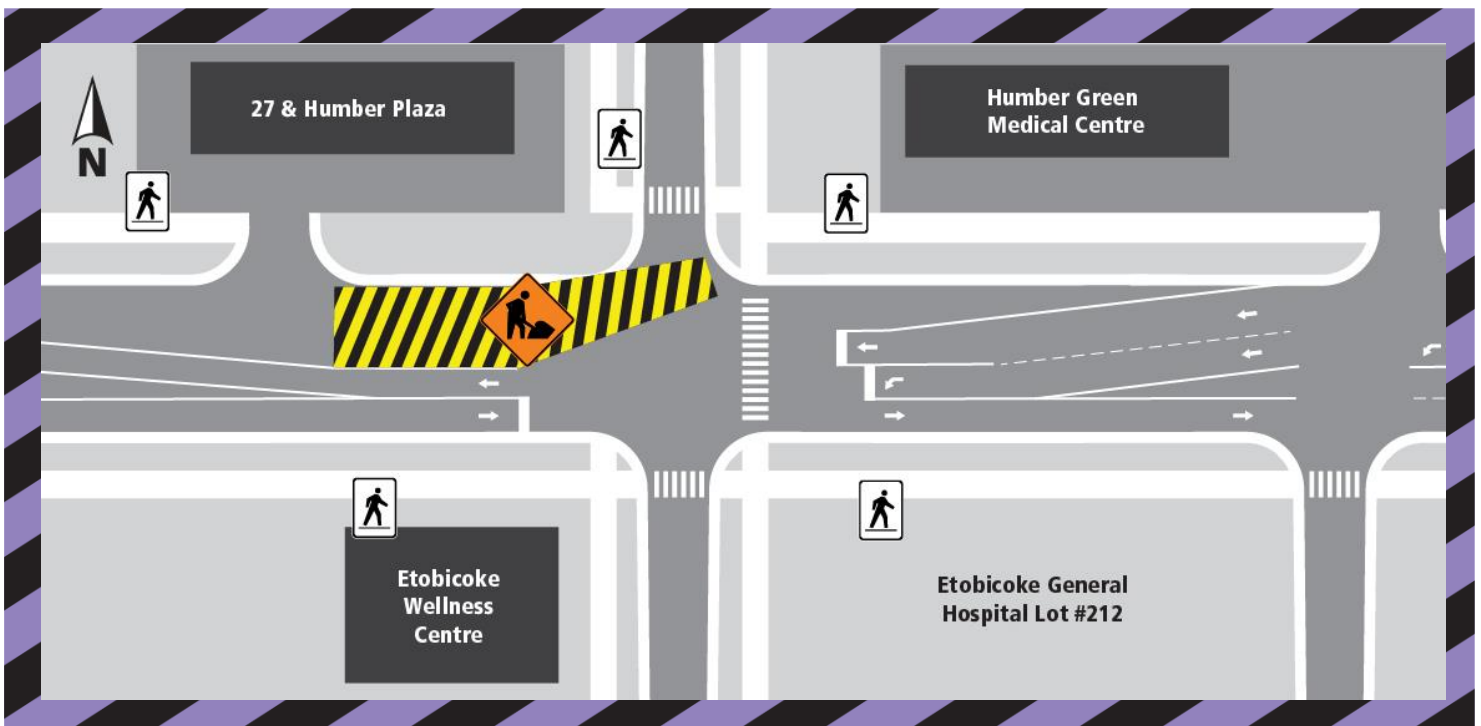 27 & Humber Plaza
Humber Green
Medical Centre
N
Etobicoke
Wellness
Centre
Etobicoke General
Hospital Lot #212